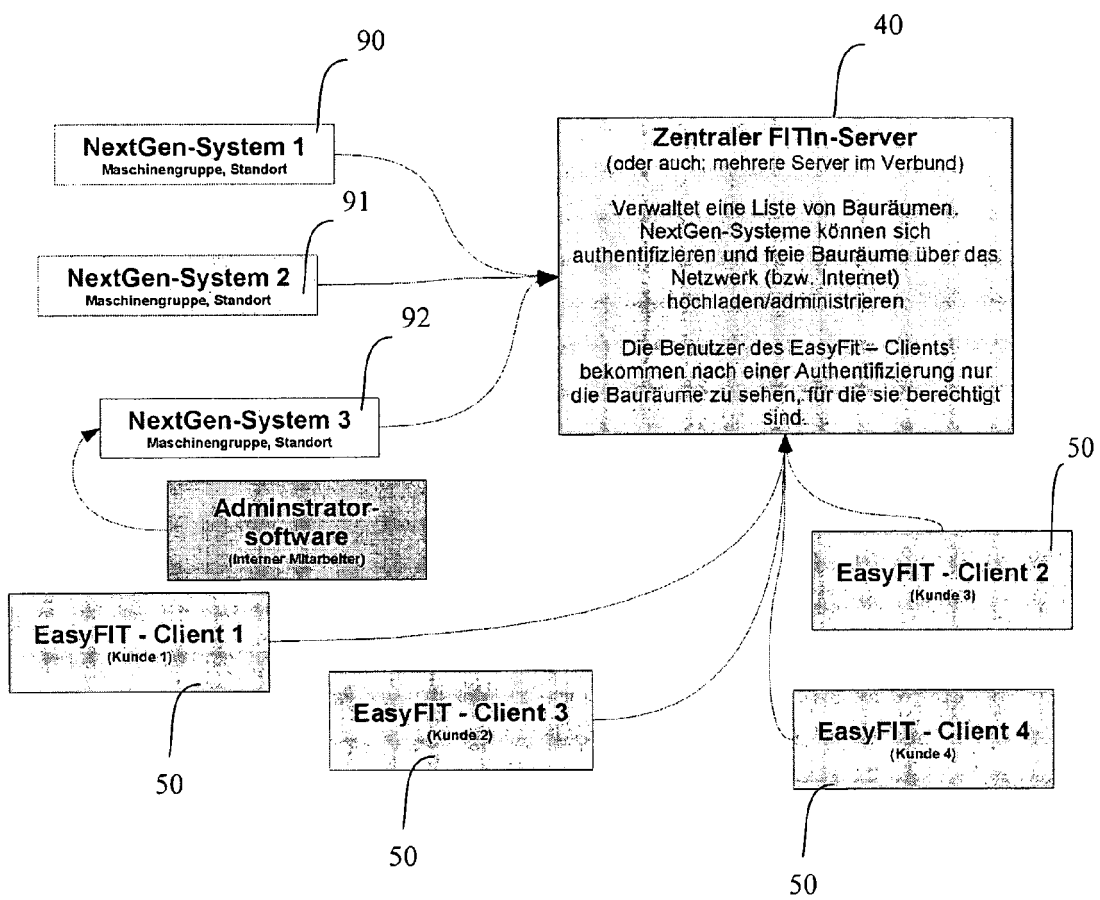 90
40
NextGen-System 1
Maschinengruppe, Standort
91
NextGen-System 2
Maschinengruppe, Standort
92
NextGen-System 3
Maschinengruppe, Standort
Zentraler FITIn-Server
(oder auch: mehrere Server im Verbund)
Verwaltet eine Liste von Bauräumen.
NextGen-Systeme können sich
authentifizieren und freie Bauräume über das
Netzwerk (bzw. Internet)
hochladen/administrieren
Die Benutzer des EasyFit – Clients
bekommen nach einer Authentifizierung nur
die Bauräume zu sehen, für die sie berechtigt
sind.
Adminstrator-
software
(Interner Mitarbeiter)
50
EasyFIT - Client 2
(Kunde 3)
EasyFIT - Client 1
(Kunde 1)
50
EasyFIT - Client 3
(Kunde 2)
50
EasyFIT - Client 4
(Kunde 4)
50